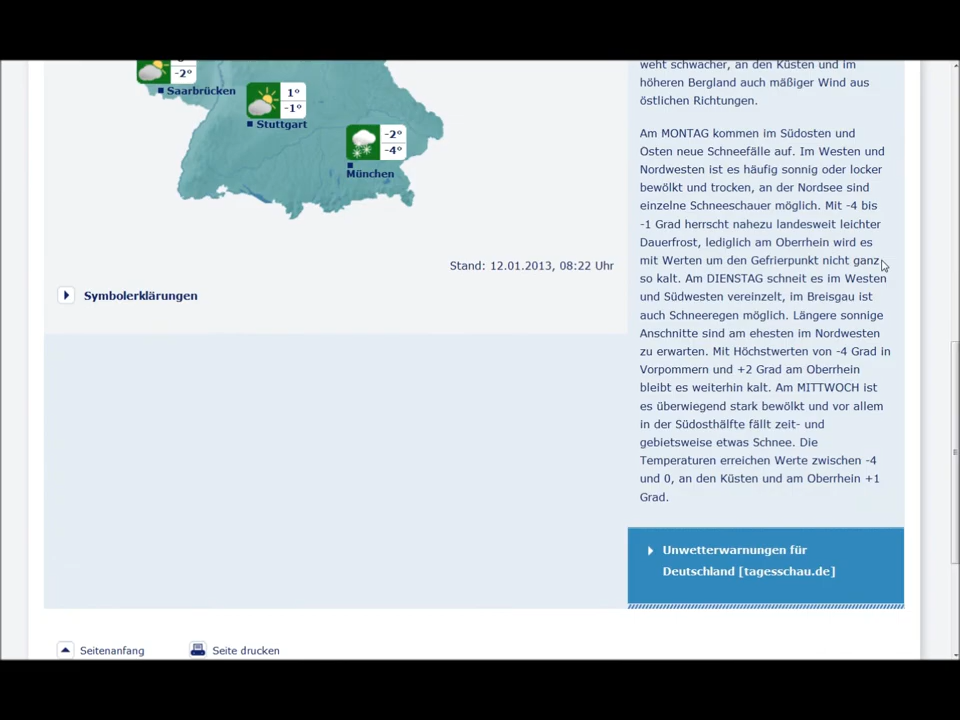 -2°
Saarbrücken
1°
-1°
Stuttgart
-2°
-4°
München
Stand: 12.01.2013, 08:22 Uhr
Symbolerklärungen
weht schwacher, an den Küsten und im
höheren Bergland auch mäßiger Wind aus
östlichen Richtungen.
Am MONTAG kommen im Südosten und
Osten neue Schneefälle auf. Im Westen und
Nordwesten ist es häufig sonnig oder locker
bewölkt und trocken, an der Nordsee sind
einzelne Schneeschauer möglich. Mit -4 bis
-1 Grad herrscht nahezu landesweit leichter
Dauerfrost, lediglich am Oberrhein wird es
mit Werten um den Gefrierpunkt nicht ganz
so kalt. Am DIENSTAG schneit es im Westen
und Südwesten vereinzelt, im Breisgau ist
auch Schneeregen möglich. Längere sonnige
Anschnitte sind am ehesten im Nordwesten
zu erwarten. Mit Höchstwerten von -4 Grad in
Vorpommern und +2 Grad am Oberrhein
bleibt es weiterhin kalt. Am MITTWOCH ist
es überwiegend stark bewölkt und vor allem
in der Südosthälfte fällt zeit- und
gebietsweise etwas Schnee. Die
Temperaturen erreichen Werte zwischen -4
und 0, an den Küsten und am Oberrhein +1
Grad.
Unwetterwarnungen für
Deutschland [tagesschau.de]
Seitenanfang
Seite drucken